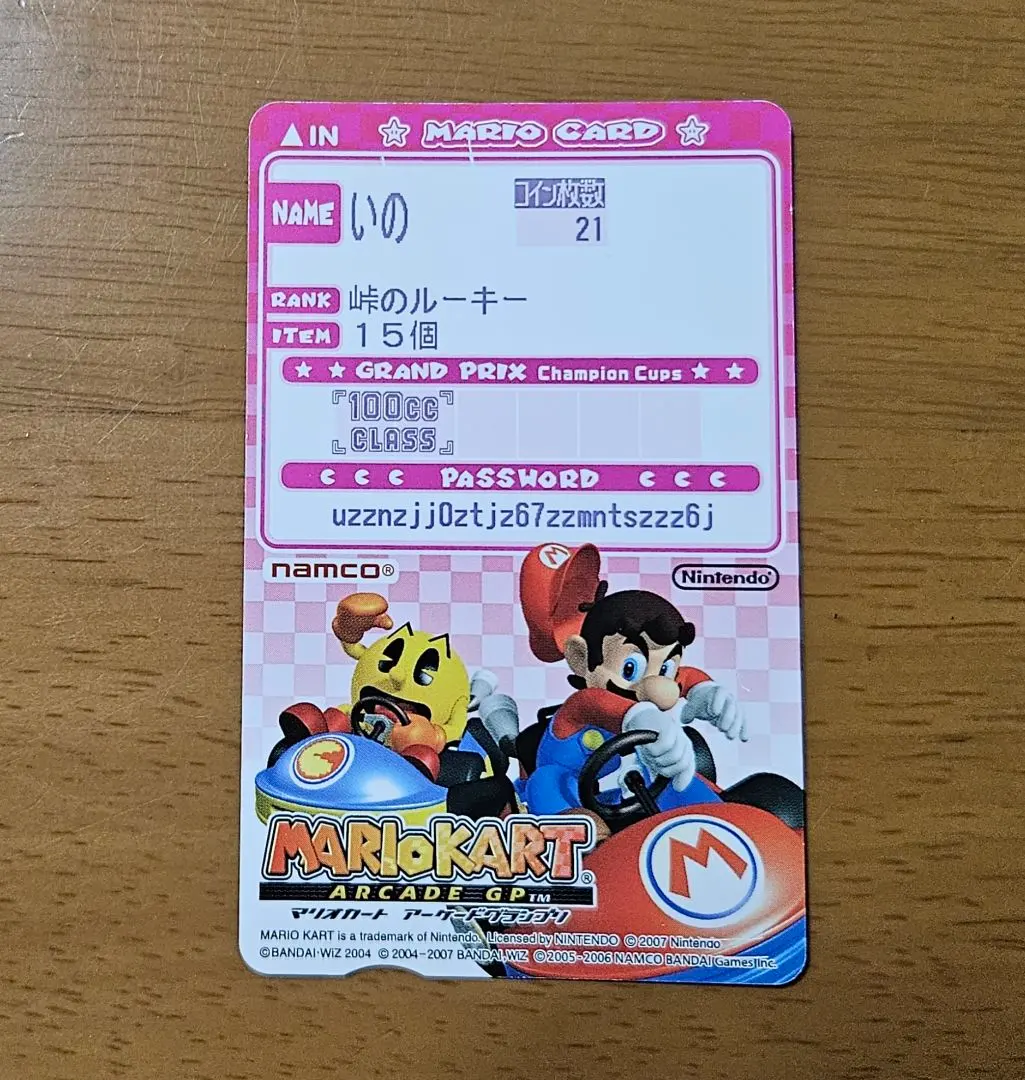 ▲IN ☆ MARIO CARD ☆
NAME いの
コイン枚数
21
RANK 峠のルーキー
ITEM 15個
★ ★ GRAND PRIX Champion Cups ★ ★
「100cc
CLASS」
PASSWORD
uzznzjj0ztjz67zzmntszzz6j
namco®
Nintendo®
M
M
MARIOKART®
ARCADE GP™
マリオカート アーケードグランプリ
MARIO KART is a trademark of Nintendo. Licensed by NINTENDO ©2007 Nintendo
©BANDAI・WIZ 2004 ©2004-2007 BANDAI・WIZ ©2005-2006 NAMCO BANDAI Games Inc.